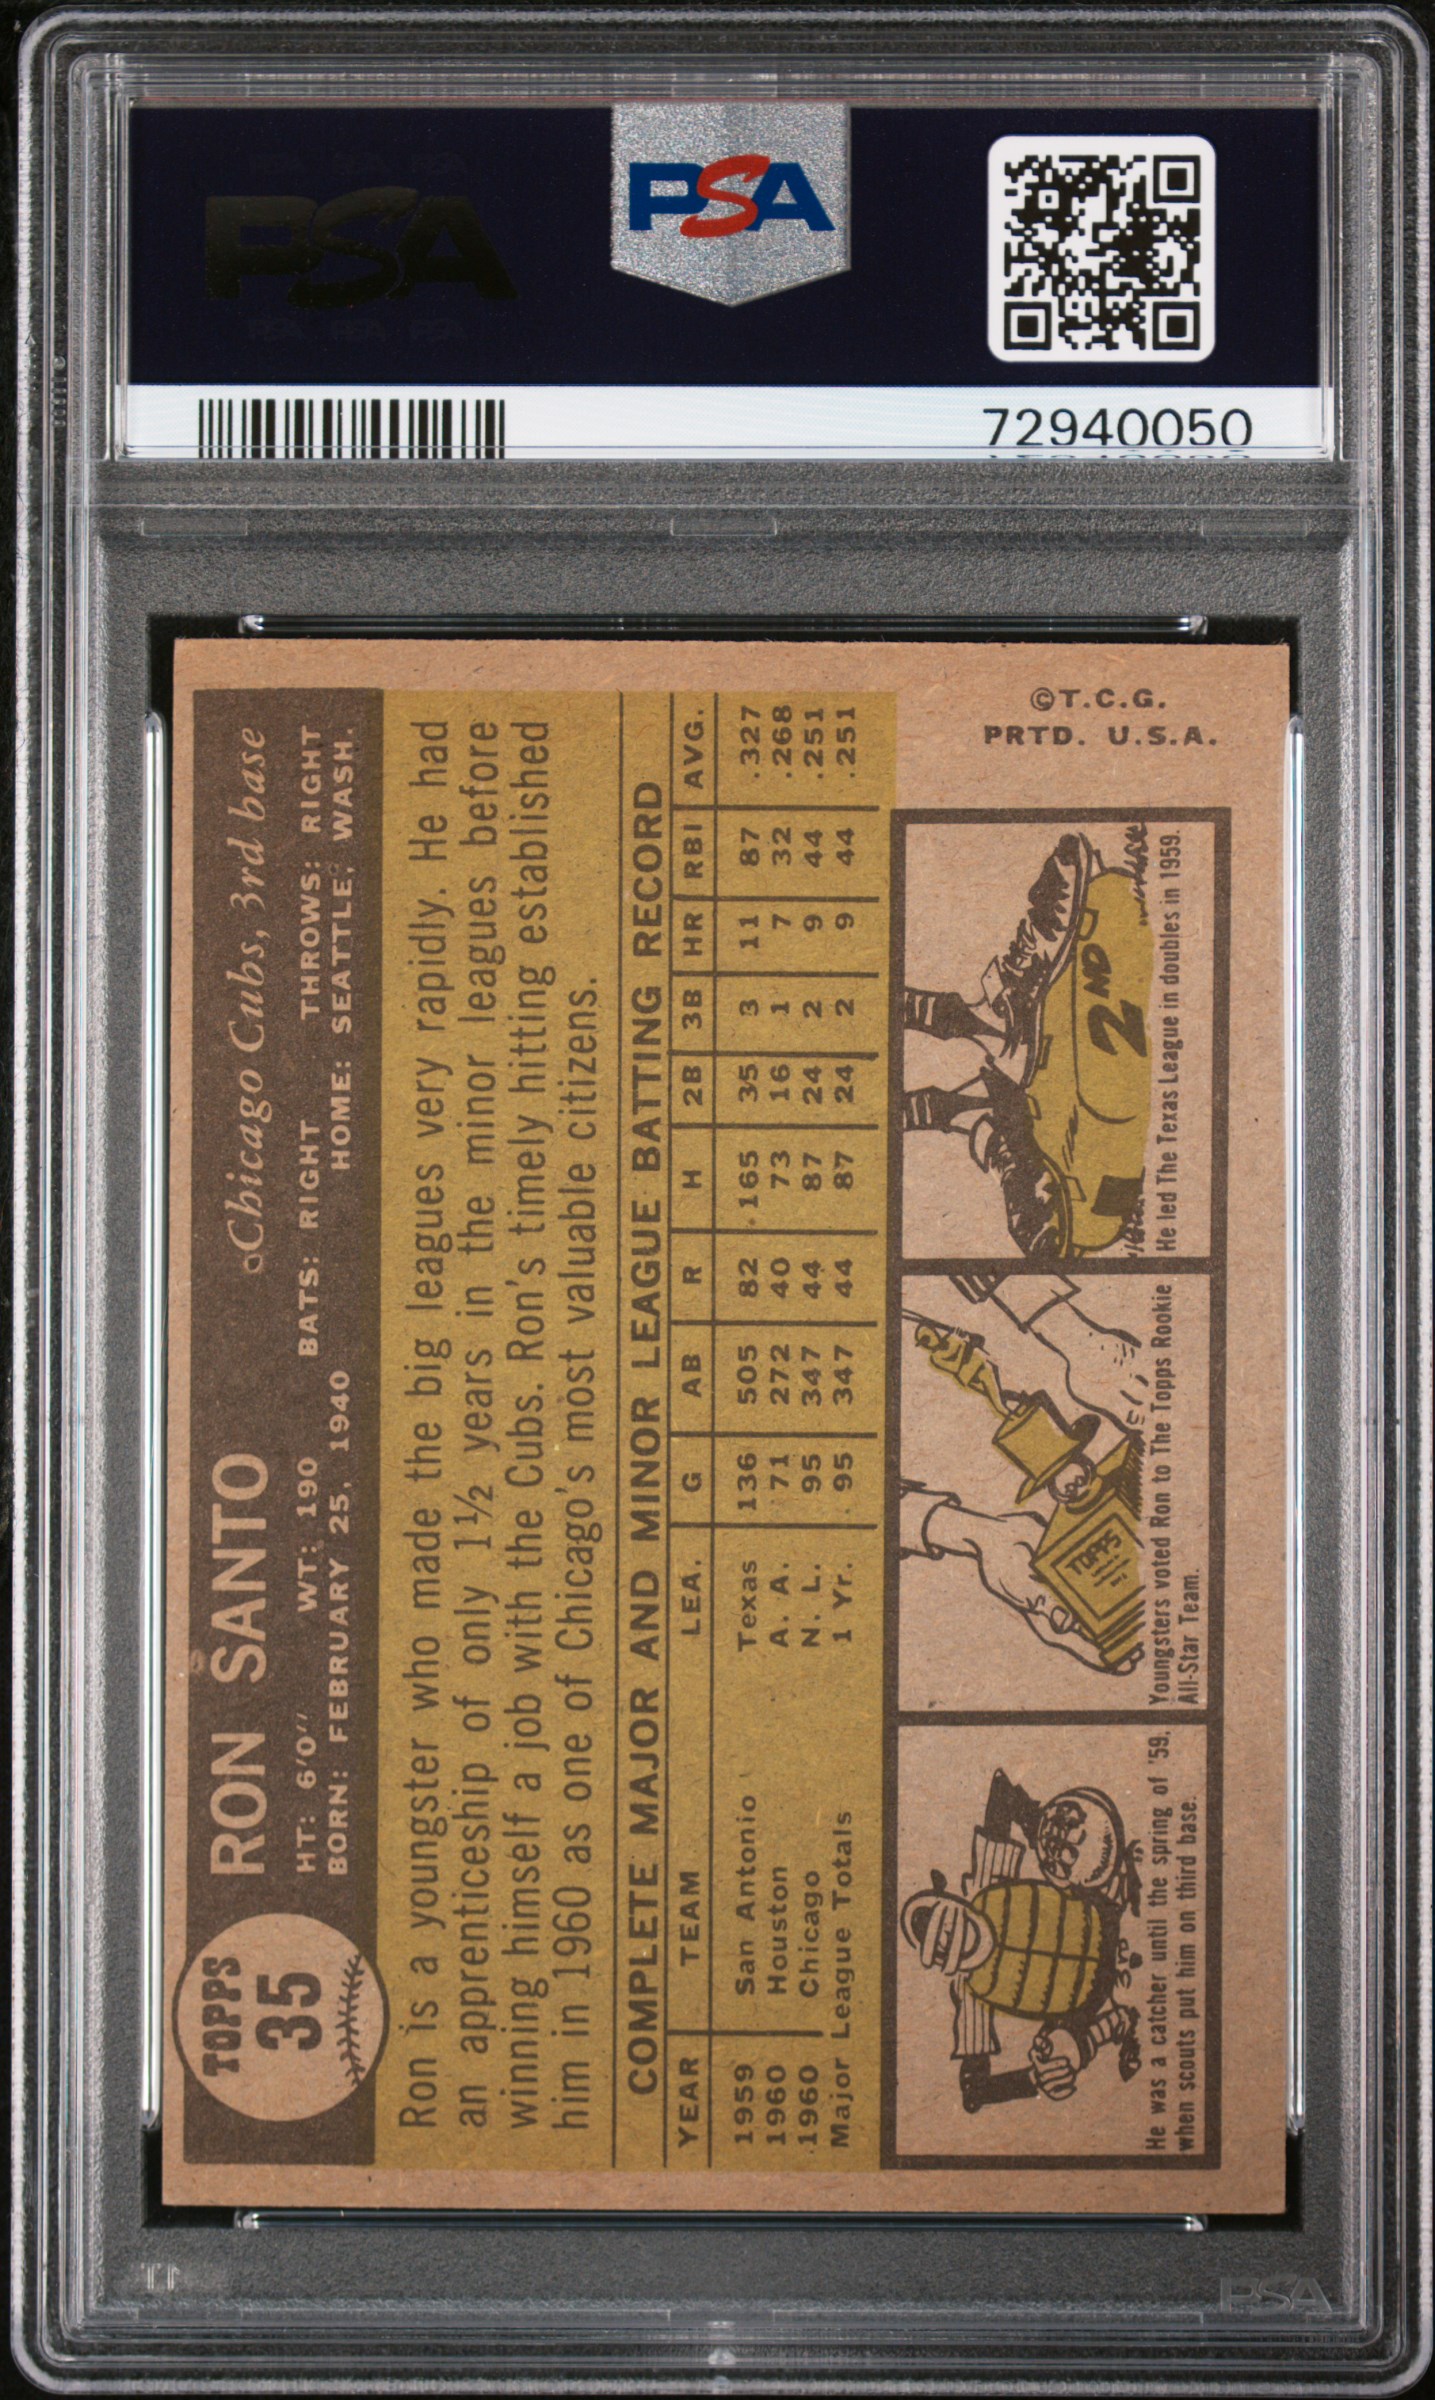 PSA
PSA
72940050
TOPPS
35
RON SANTO
Chicago Cubs, 3rd base
HT: 6'0" WT: 190 BATS: RIGHT THROWS: RIGHT
BORN: FEBRUARY 25, 1940 HOME: SEATTLE, WASH.
Ron is a youngster who made the big leagues very rapidly. He had
an apprenticeship of only 1½ years in the minor leagues before
winning himself a job with the Cubs. Ron's timely hitting established
him in 1960 as one of Chicago's most valuable citizens.
COMPLETE MAJOR AND MINOR LEAGUE BATTING RECORD
YEAR TEAM LEA. G AB R H 2B 3B HR RBI AVG.
1959 San Antonio Texas 136 505 82 165 35 3 11 87 .327
1960 Houston A. A. 71 272 40 73 16 1 7 32 .268
1960 Chicago N. L. 95 347 44 87 24 2 9 44 .251
Major League Totals 1 Yr. 95 347 44 87 24 2 9 44 .251
3rd
He was a catcher until the spring of '59,
when scouts put him on third base.
TOPPS
Youngsters voted Ron to The Topps Rookie
All-Star Team.
2ND
He led The Texas League in doubles in 1959.
©T.C.G.
PRTD. U.S.A.
PSA